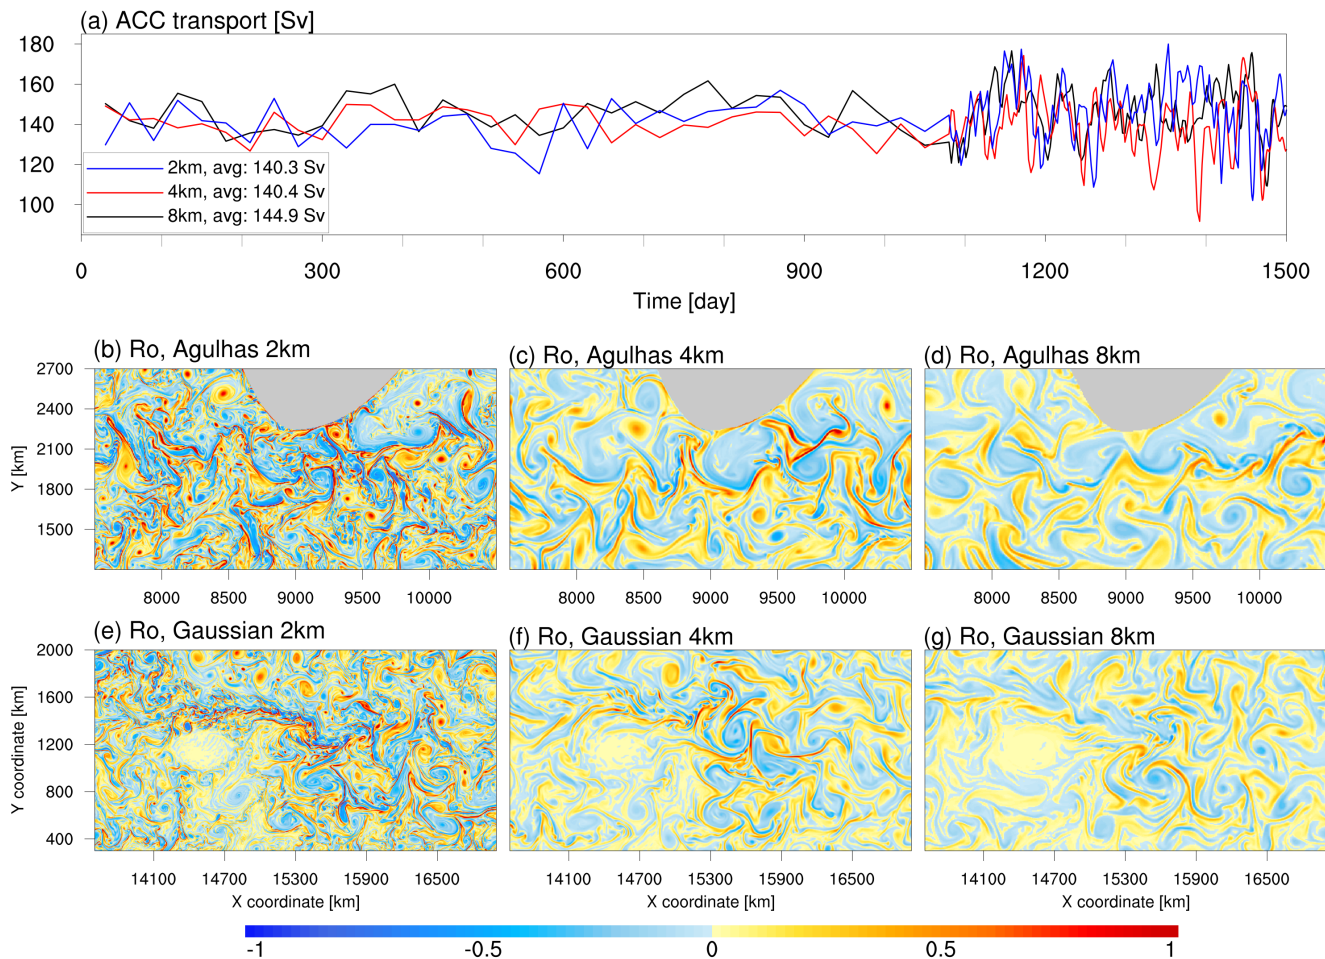 (a) ACC transport [Sv]
180
160
140
120
100
2km, avg: 140.3 Sv
4km, avg: 140.4 Sv
8km, avg: 144.9 Sv
0 300 600 900 1200 1500
Time [day]
(b) Ro, Agulhas 2km
(c) Ro, Agulhas 4km
(d) Ro, Agulhas 8km
Y [km]
2700
2400
2100
1800
1500
8000 8500 9000 9500 10000
8000 8500 9000 9500 10000
8000 8500 9000 9500 10000
(e) Ro, Gaussian 2km
(f) Ro, Gaussian 4km
(g) Ro, Gaussian 8km
Y coordinate [km]
2000
1600
1200
800
400
14100 14700 15300 15900 16500
14100 14700 15300 15900 16500
14100 14700 15300 15900 16500
X coordinate [km]
X coordinate [km]
X coordinate [km]
-1 -0.5 0 0.5 1